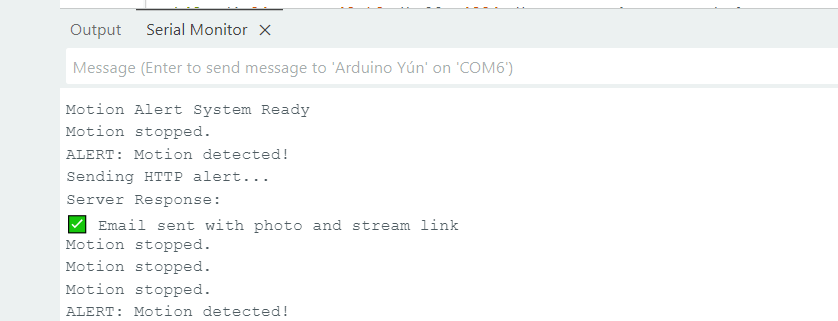 Output Serial Monitor
Message (Enter to send message to 'Arduino Yún' on 'COM6')
Motion Alert System Ready
Motion stopped.
ALERT: Motion detected!
Sending HTTP alert...
Server Response:
✅ Email sent with photo and stream link
Motion stopped.
Motion stopped.
Motion stopped.
ALERT: Motion detected!